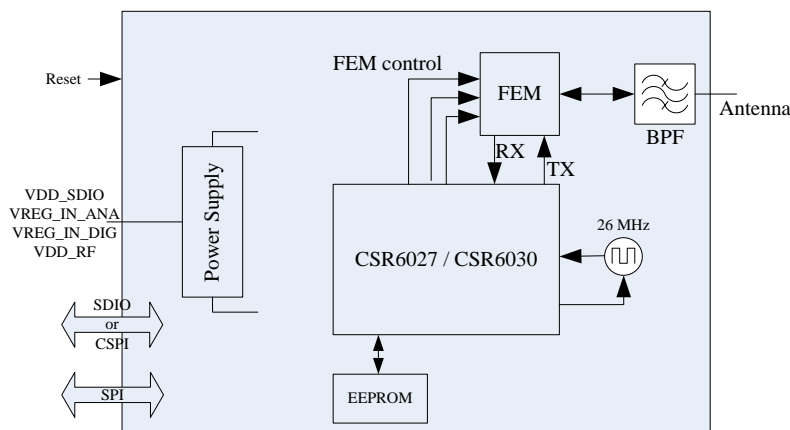 FEM control
Reset
FEM
Antenna
BPF
RX
TX
VDD_SDIO
VREG_IN_ANA
VREG_IN_DIG
VDD_RF
Power Supply
26 MHz
CSR6027 / CSR6030
SDIO
or
CSPI
SPI
EEPROM